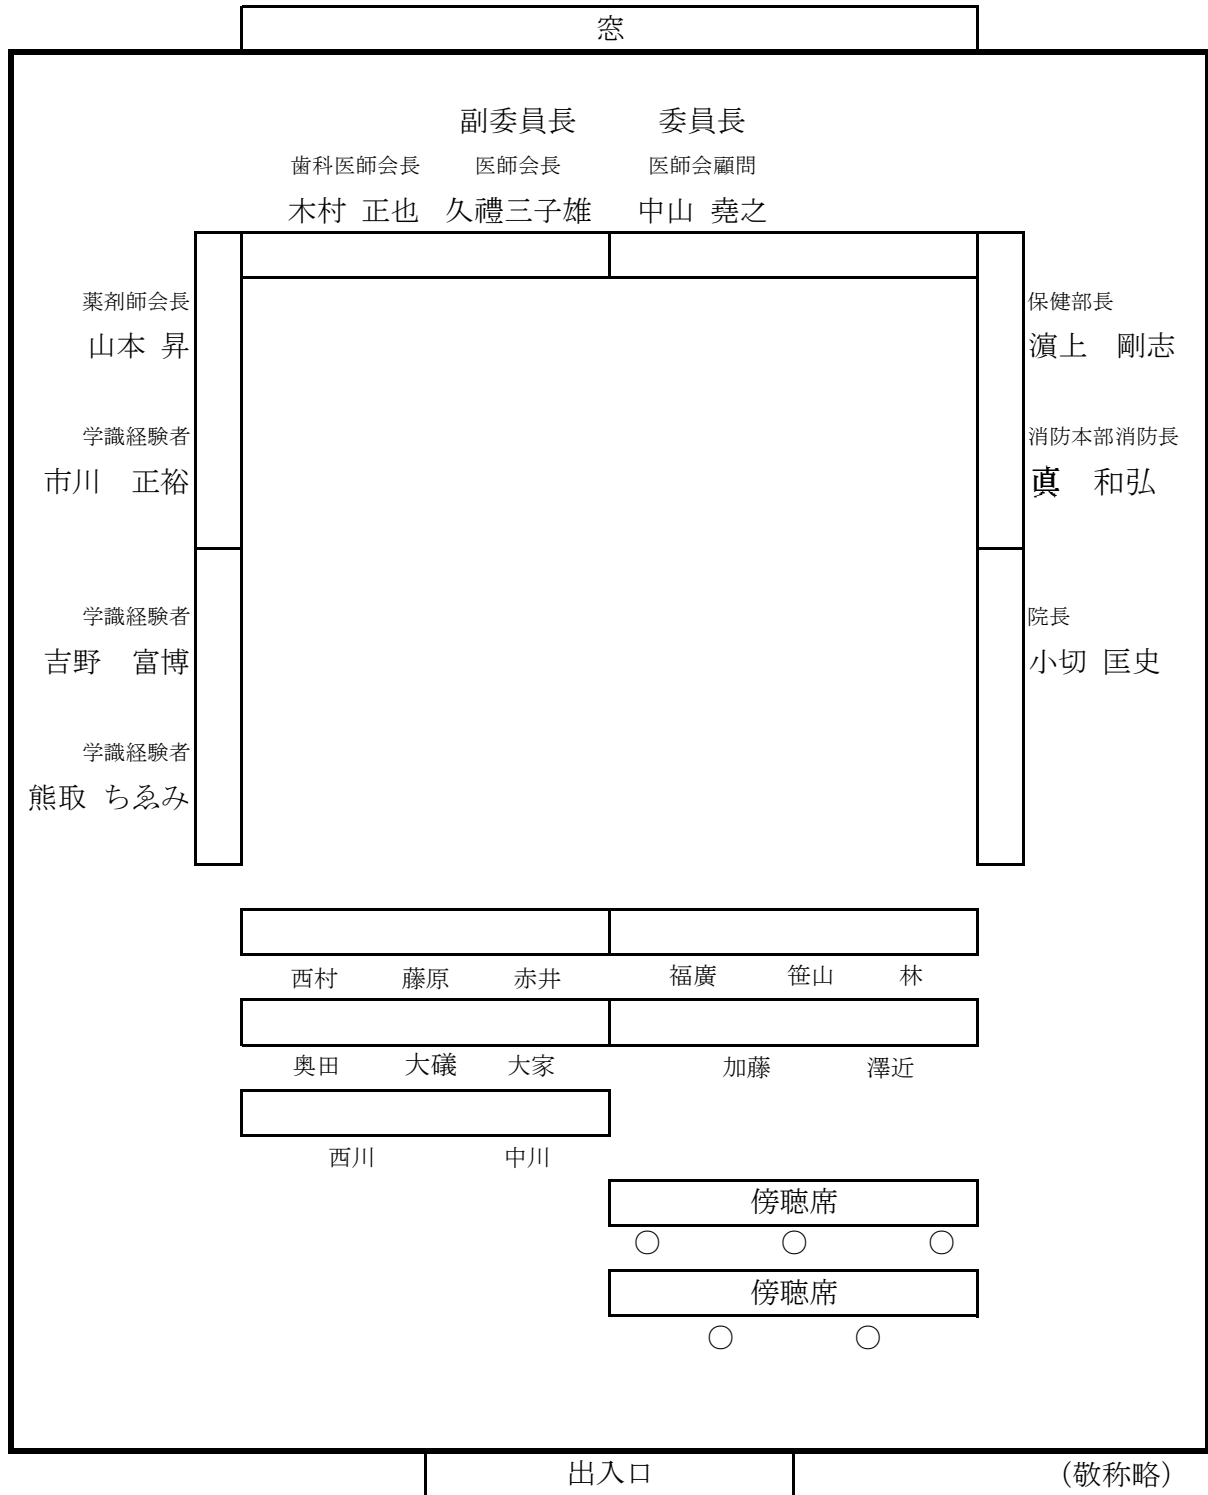 窓
副委員長 委員長
歯科医師会長 医師会長 医師会顧問
木村 正也 久禮三子雄 中山 堯之
薬剤師会長
山本 昇
学識経験者
市川 正裕
学識経験者
吉野 富博
学識経験者
熊取 ちゑみ
保健部長
濵上 剛志
消防本部消防長
真 和弘
院長
小切 匡史
西村 藤原 赤井 福廣 笹山 林
奥田 大礒 大家 加藤 澤近
西川 中川
傍聴席
○ ○ ○
傍聴席
○ ○
出入口
（敬称略）